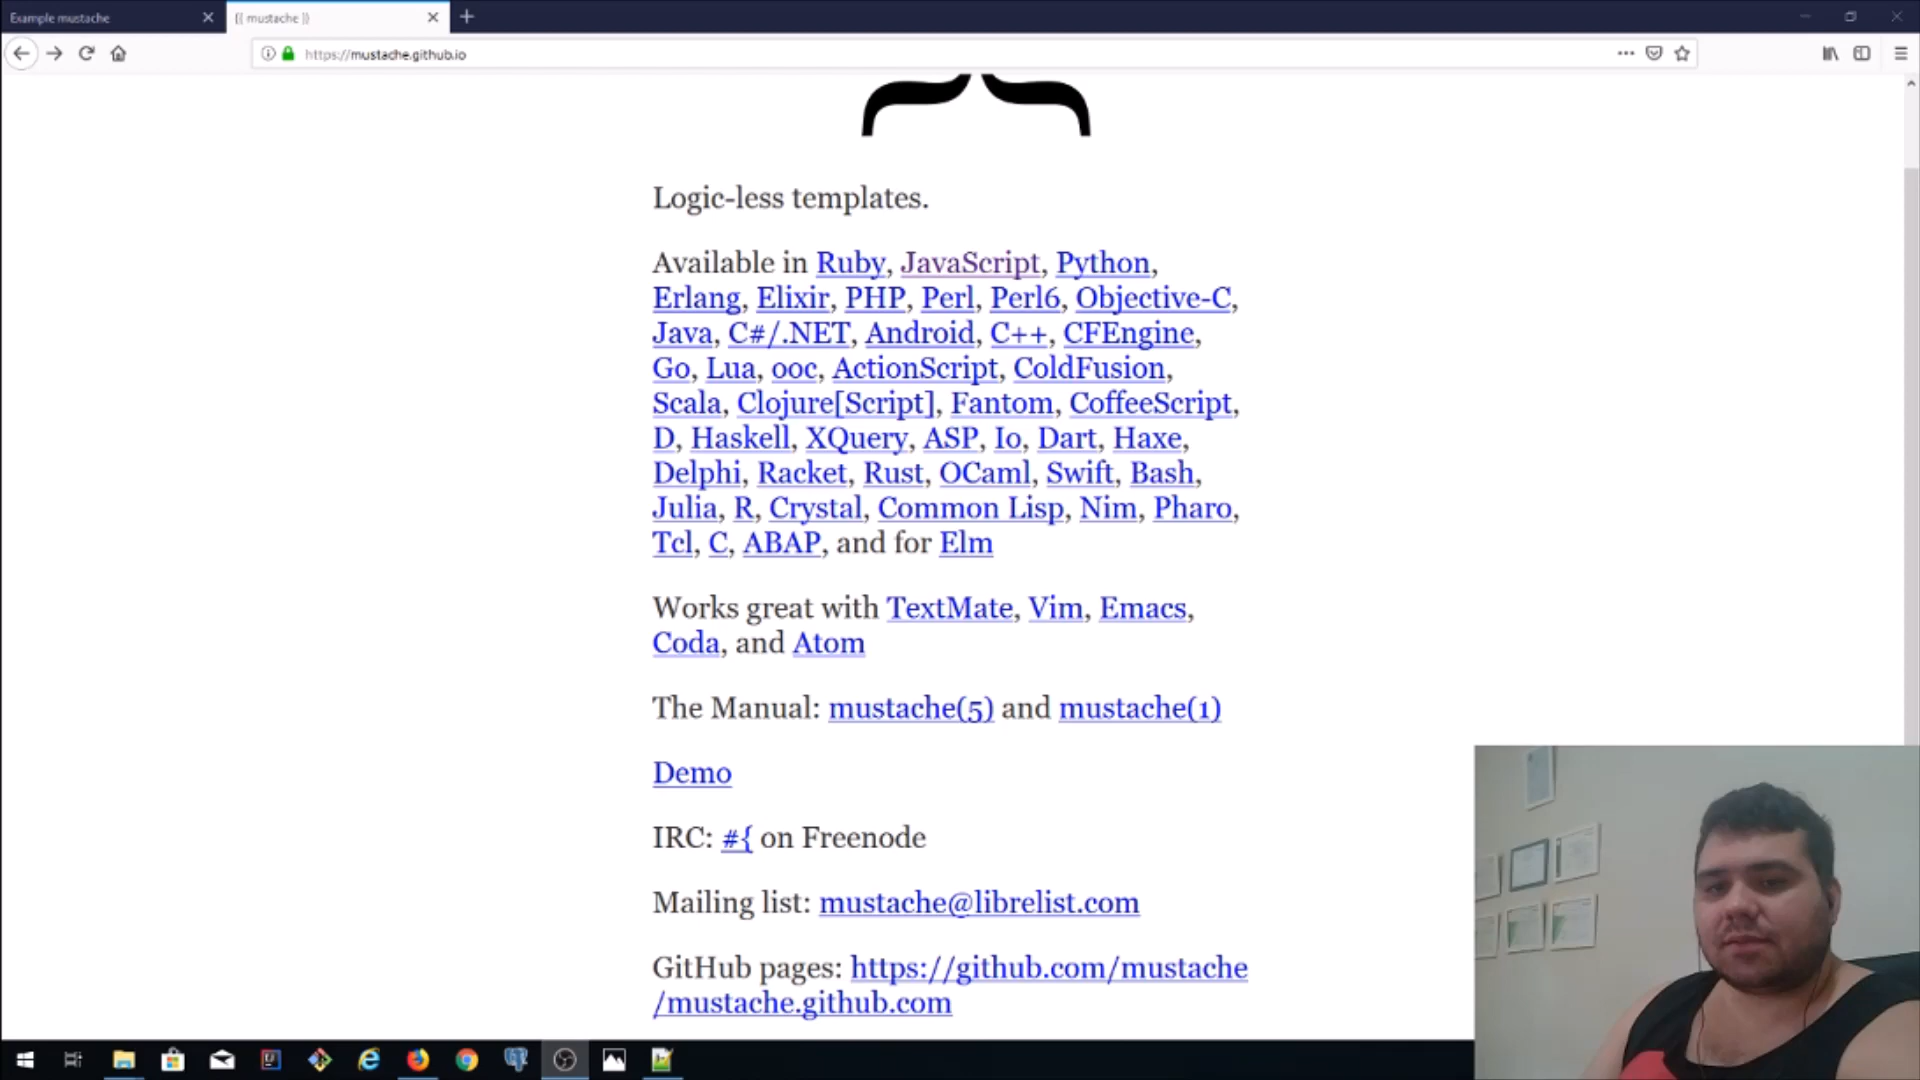 Example mustache
{{ mustache }}
https://mustache.github.io
Logic-less templates.
Available in Ruby, JavaScript, Python,
Erlang, Elixir, PHP, Perl, Perl6, Objective-C,
Java, C#/.NET, Android, C++, CFEngine,
Go, Lua, ooc, ActionScript, ColdFusion,
Scala, Clojure[Script], Fantom, CoffeeScript,
D, Haskell, XQuery, ASP, Io, Dart, Haxe,
Delphi, Racket, Rust, OCaml, Swift, Bash,
Julia, R, Crystal, Common Lisp, Nim, Pharo,
Tcl, C, ABAP, and for Elm
Works great with TextMate, Vim, Emacs,
Coda, and Atom
The Manual: mustache(5) and mustache(1)
Demo
IRC: #{ on Freenode
Mailing list: mustache@librelist.com
GitHub pages: https://github.com/mustache
/mustache.github.com